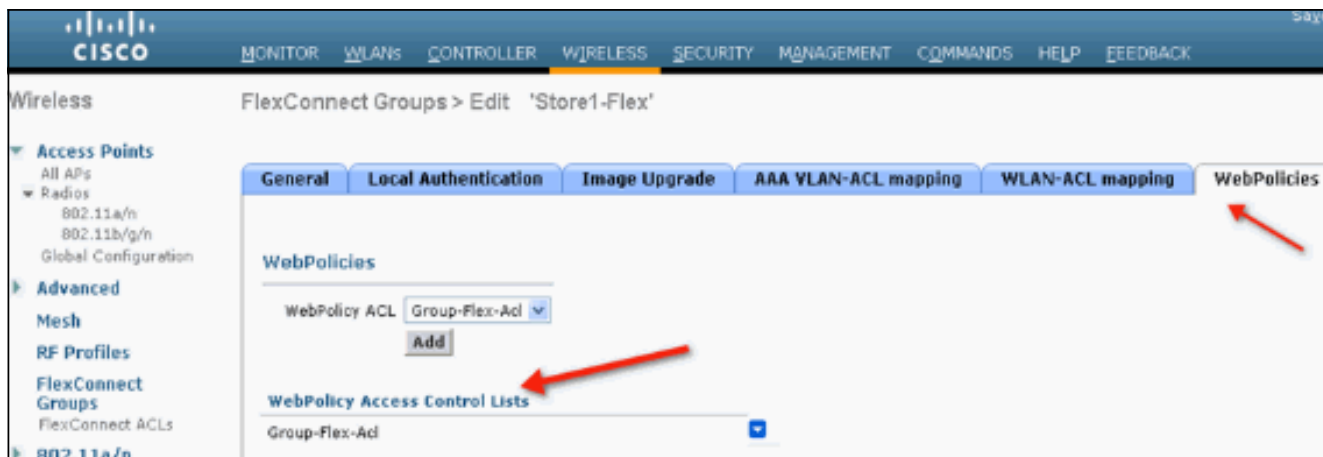 Save
CISCO
MONITOR WLANs CONTROLLER WIRELESS SECURITY MANAGEMENT COMMANDS HELP FEEDBACK
Wireless
FlexConnect Groups > Edit 'Store1-Flex'
Access Points
All APs
Radios
802.11a/n
802.11b/g/n
Global Configuration
Advanced
Mesh
RF Profiles
FlexConnect
Groups
FlexConnect ACLs
802.11a/n
General Local Authentication Image Upgrade AAA VLAN-ACL mapping WLAN-ACL mapping WebPolicies
WebPolicies
WebPolicy ACL Group-Flex-Acl
Add
WebPolicy Access Control Lists
Group-Flex-Acl